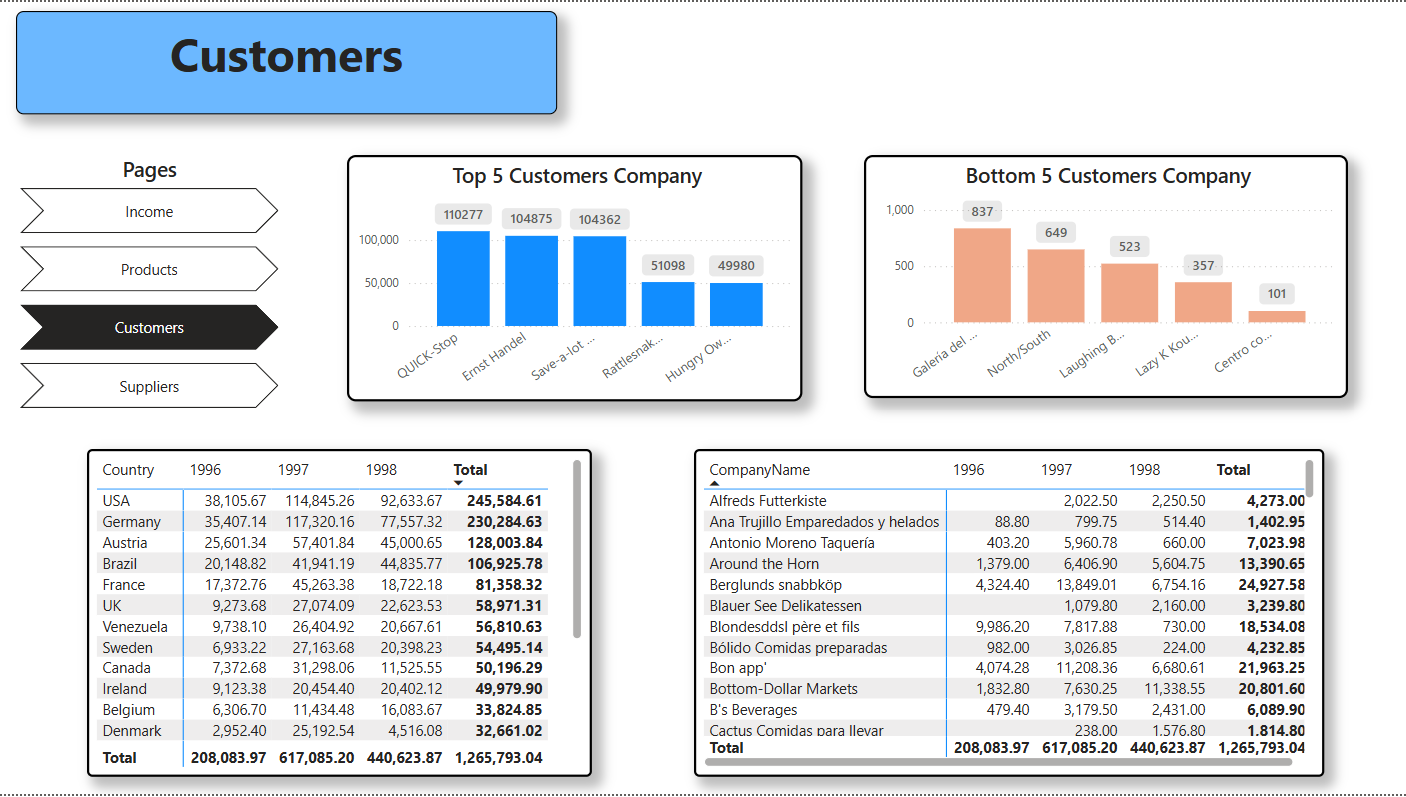 Customers
Pages
Income
Products
Customers
Suppliers
Top 5 Customers Company
110277 104875 104362 51098 49980
100,000
50,000
0
QUICK-Stop Ernst Handel Save-a-lot ... Rattlesnak... Hungry Ow...
Bottom 5 Customers Company
837 649 523 357 101
1,000
500
0
Galería del ... North/South Laughing B... Lazy K Kou... Centro co...
Country 1996 1997 1998 Total
USA 38,105.67 114,845.26 92,633.67 245,584.61
Germany 35,407.14 117,320.16 77,557.32 230,284.63
Austria 25,601.34 57,401.84 45,000.65 128,003.84
Brazil 20,148.82 41,941.19 44,835.77 106,925.78
France 17,372.76 45,263.38 18,722.18 81,358.32
UK 9,273.68 27,074.09 22,623.53 58,971.31
Venezuela 9,738.10 26,404.92 20,667.61 56,810.63
Sweden 6,933.22 27,163.68 20,398.23 54,495.14
Canada 7,372.68 31,298.06 11,525.55 50,196.29
Ireland 9,123.38 20,454.40 20,402.12 49,979.90
Belgium 6,306.70 11,434.48 16,083.67 33,824.85
Denmark 2,952.40 25,192.54 4,516.08 32,661.02
Total 208,083.97 617,085.20 440,623.87 1,265,793.04
CompanyName 1996 1997 1998 Total
Alfreds Futterkiste 2,022.50 2,250.50 4,273.00
Ana Trujillo Emparedados y helados 88.80 799.75 514.40 1,402.95
Antonio Moreno Taquería 403.20 5,960.78 660.00 7,023.98
Around the Horn 1,379.00 6,406.90 5,604.75 13,390.65
Berglunds snabbköp 4,324.40 13,849.01 6,754.16 24,927.58
Blauer See Delikatessen 1,079.80 2,160.00 3,239.80
Blondesddsl père et fils 9,986.20 7,817.88 730.00 18,534.08
Bólido Comidas preparadas 982.00 3,026.85 224.00 4,232.85
Bon app' 4,074.28 11,208.36 6,680.61 21,963.25
Bottom-Dollar Markets 1,832.80 7,630.25 11,338.55 20,801.60
B's Beverages 479.40 3,179.50 2,431.00 6,089.90
Cactus Comidas para llevar 238.00 1,576.80 1,814.80
Total 208,083.97 617,085.20 440,623.87 1,265,793.04